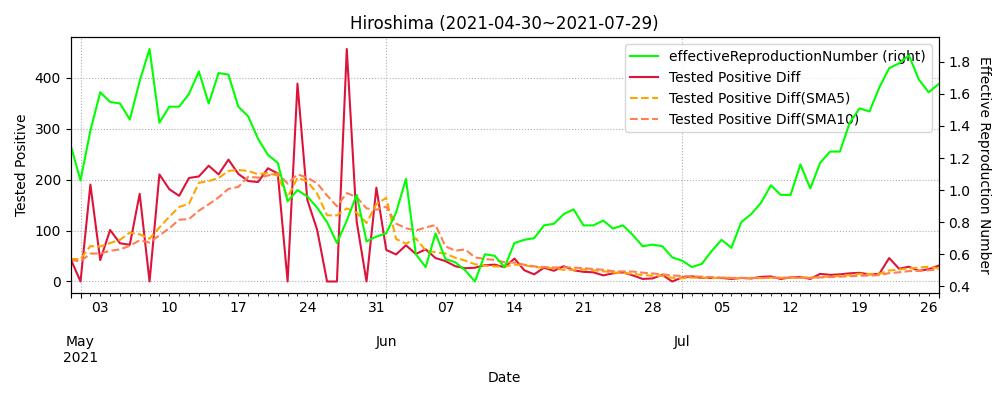 Hiroshima (2021-04-30~2021-07-29)
effectiveReproductionNumber (right)
Tested Positive Diff
Tested Positive Diff(SMA5)
Tested Positive Diff(SMA10)
Tested Positive
400
300
200
100
0
Effective Reproduction Number
1.8
1.6
1.4
1.2
1.0
0.8
0.6
0.4
03 10 17 24 31 07 14 21 28 05 12 19 26
May Jun Jul
2021
Date